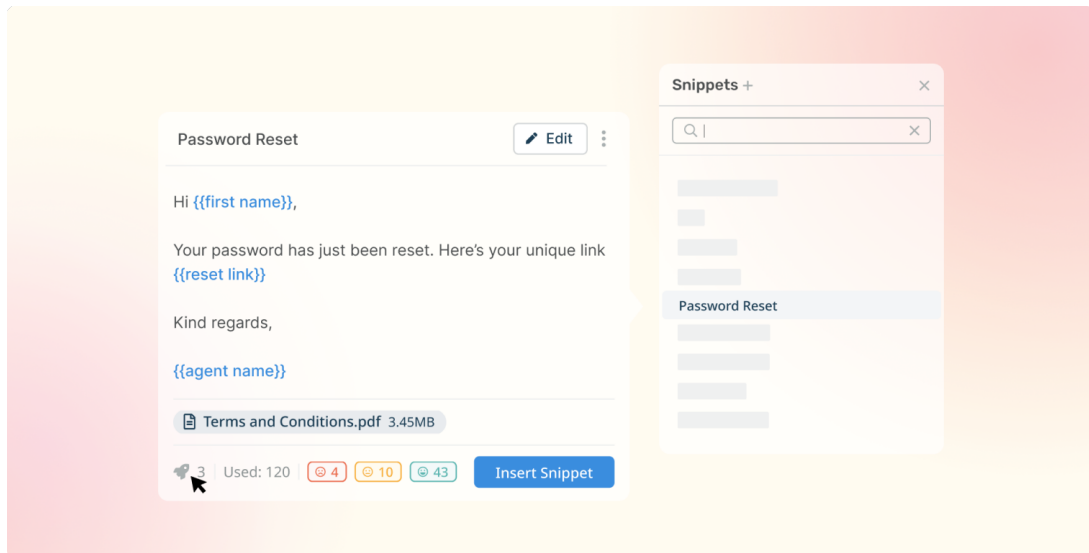 Password Reset
Edit
Hi {{first name}},
Your password has just been reset. Here’s your unique link
{{reset link}}
Kind regards,
{{agent name}}
Terms and Conditions.pdf 3.45MB
3 Used: 120 4 10 43 Insert Snippet
Snippets +
Password Reset